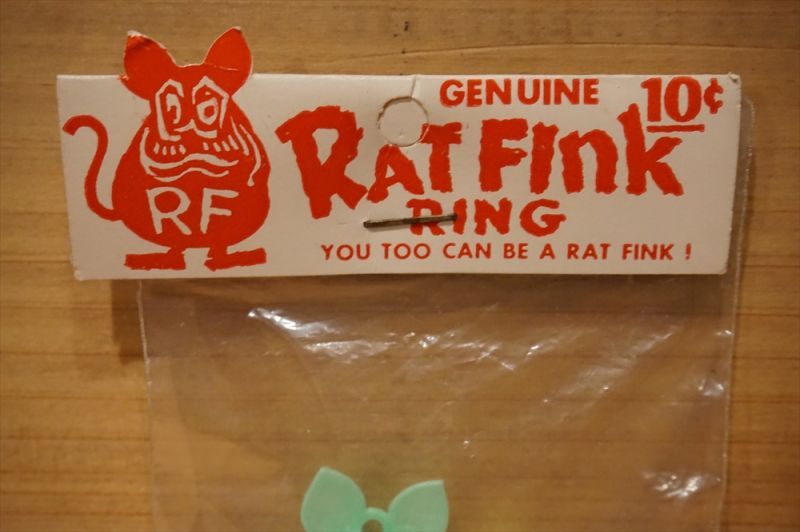 GENUINE 10¢
RAT FINK
RING
YOU TOO CAN BE A RAT FINK !
RF